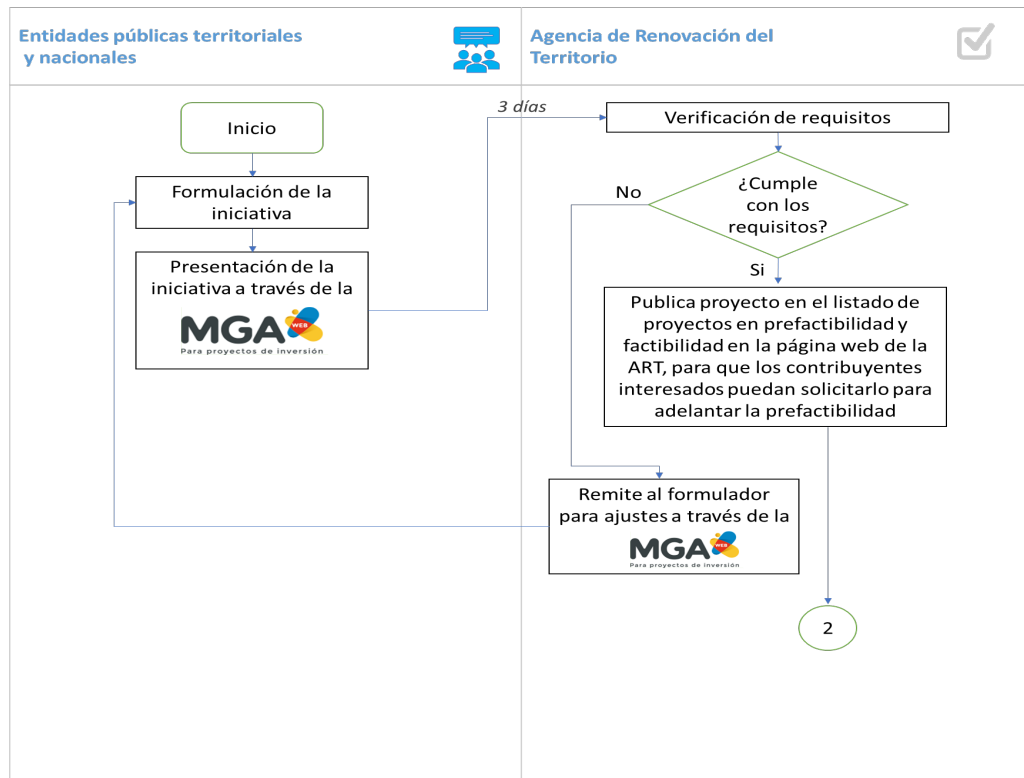 Entidades públicas territoriales
y nacionales
Agencia de Renovación del
Territorio
Inicio
Formulación de la
iniciativa
Presentación de la
iniciativa a través de la
MGA WEB
Para proyectos de inversión
3 días
Verificación de requisitos
¿Cumple
con los
requisitos?
No
Si
Publica proyecto en el listado de
proyectos en prefactibilidad y
factibilidad en la página web de la
ART, para que los contribuyentes
interesados puedan solicitarlo para
adelantar la prefactibilidad
Remite al formulador
para ajustes a través de la
MGA WEB
Para proyectos de inversión
2